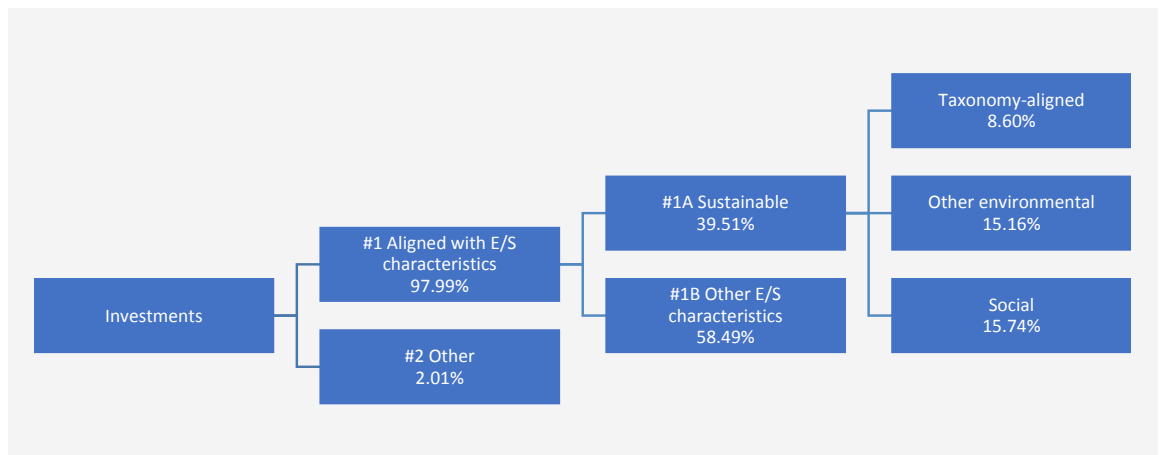 Investments
#1 Aligned with E/S
characteristics
97.99%
#2 Other
2.01%
#1A Sustainable
39.51%
#1B Other E/S
characteristics
58.49%
Taxonomy-aligned
8.60%
Other environmental
15.16%
Social
15.74%